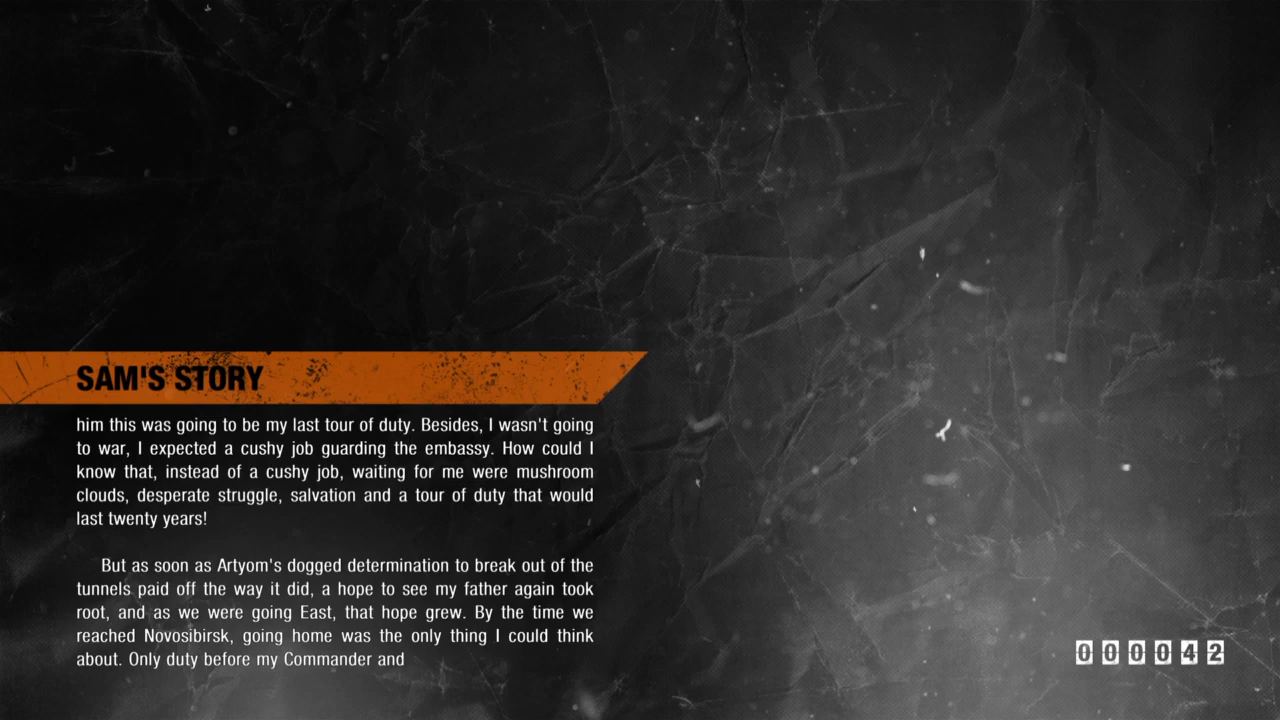 SAM'S STORY
him this was going to be my last tour of duty. Besides, I wasn't going
to war, I expected a cushy job guarding the embassy. How could I
know that, instead of a cushy job, waiting for me were mushroom
clouds, desperate struggle, salvation and a tour of duty that would
last twenty years!
But as soon as Artyom's dogged determination to break out of the
tunnels paid off the way it did, a hope to see my father again took
root, and as we were going East, that hope grew. By the time we
reached Novosibirsk, going home was the only thing I could think
about. Only duty before my Commander and
000042